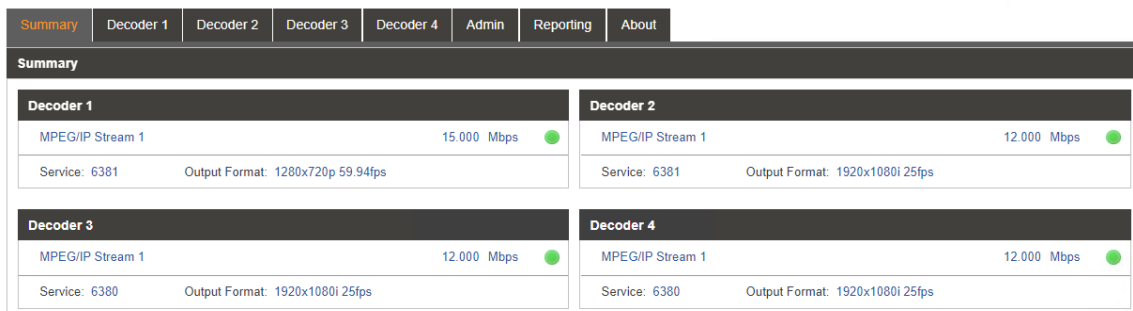 Summary Decoder 1 Decoder 2 Decoder 3 Decoder 4 Admin Reporting About
Summary
Decoder 1
MPEG/IP Stream 1 15.000 Mbps
Service: 6381 Output Format: 1280x720p 59.94fps
Decoder 2
MPEG/IP Stream 1 12.000 Mbps
Service: 6381 Output Format: 1920x1080i 25fps
Decoder 3
MPEG/IP Stream 1 12.000 Mbps
Service: 6380 Output Format: 1920x1080i 25fps
Decoder 4
MPEG/IP Stream 1 12.000 Mbps
Service: 6380 Output Format: 1920x1080i 25fps